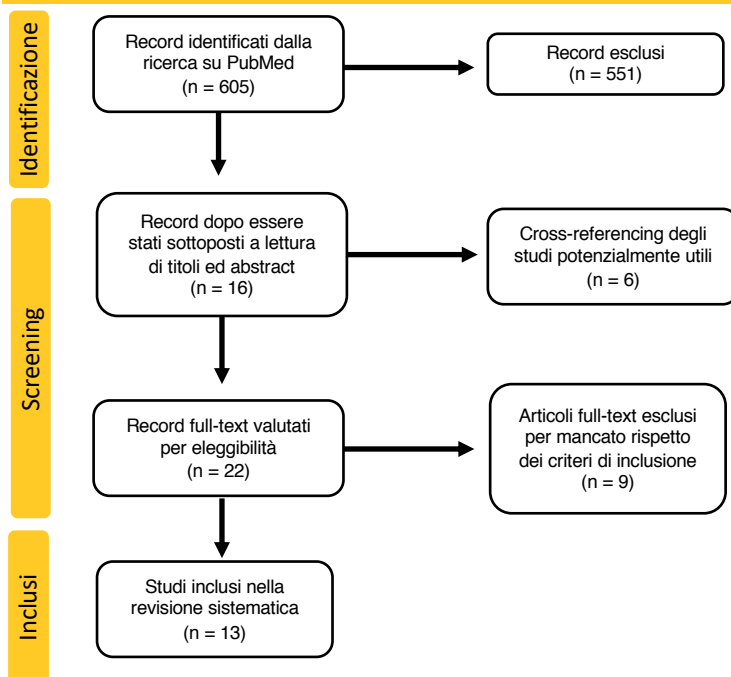 Identificazione
Record identificati dalla
ricerca su PubMed
(n = 605)
Record esclusi
(n = 551)
Screening
Record dopo essere
stati sottoposti a lettura
di titoli ed abstract
(n = 16)
Cross-referencing degli
studi potenzialmente utili
(n = 6)
Record full-text valutati
per eleggibilità
(n = 22)
Articoli full-text esclusi
per mancato rispetto
dei criteri di inclusione
(n = 9)
Inclusi
Studi inclusi nella
revisione sistematica
(n = 13)